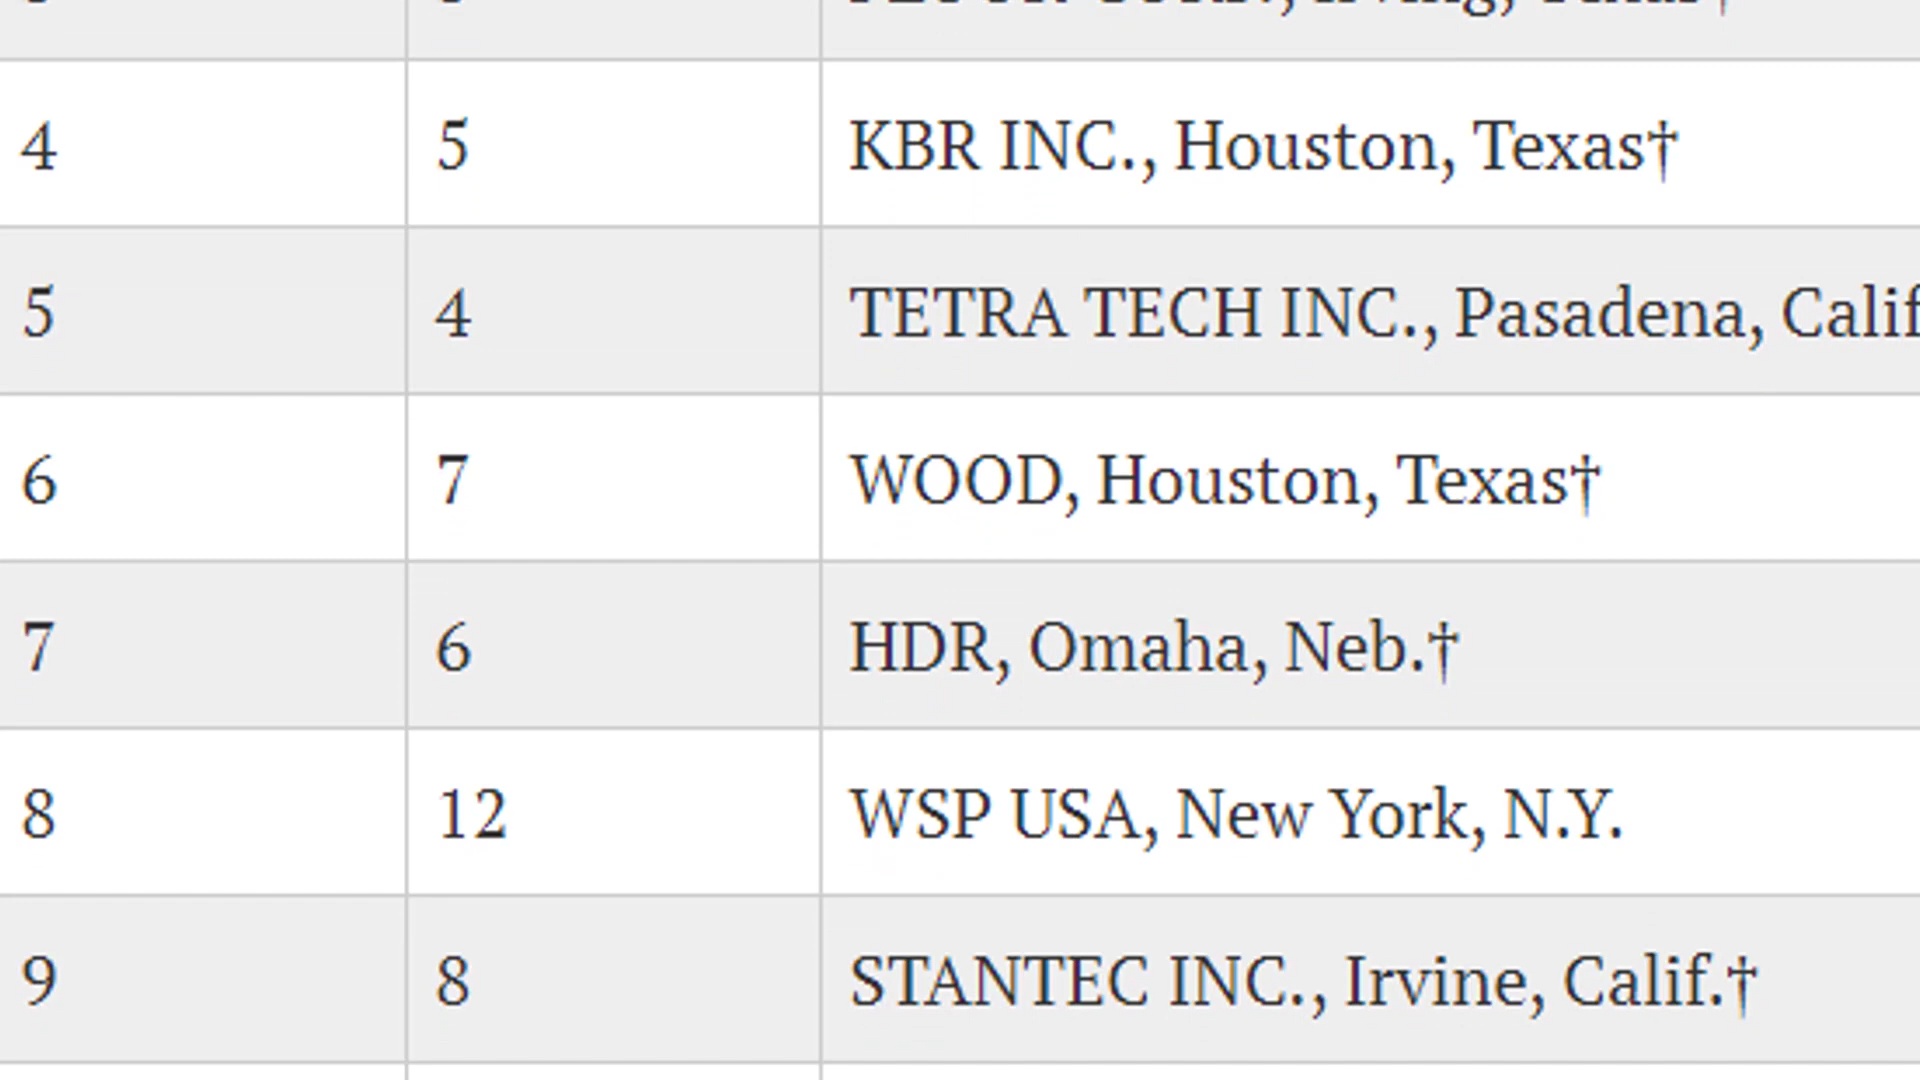 4 5 KBR INC., Houston, Texas†
5 4 TETRA TECH INC., Pasadena, Calif
6 7 WOOD, Houston, Texas†
7 6 HDR, Omaha, Neb.†
8 12 WSP USA, New York, N.Y.
9 8 STANTEC INC., Irvine, Calif.†